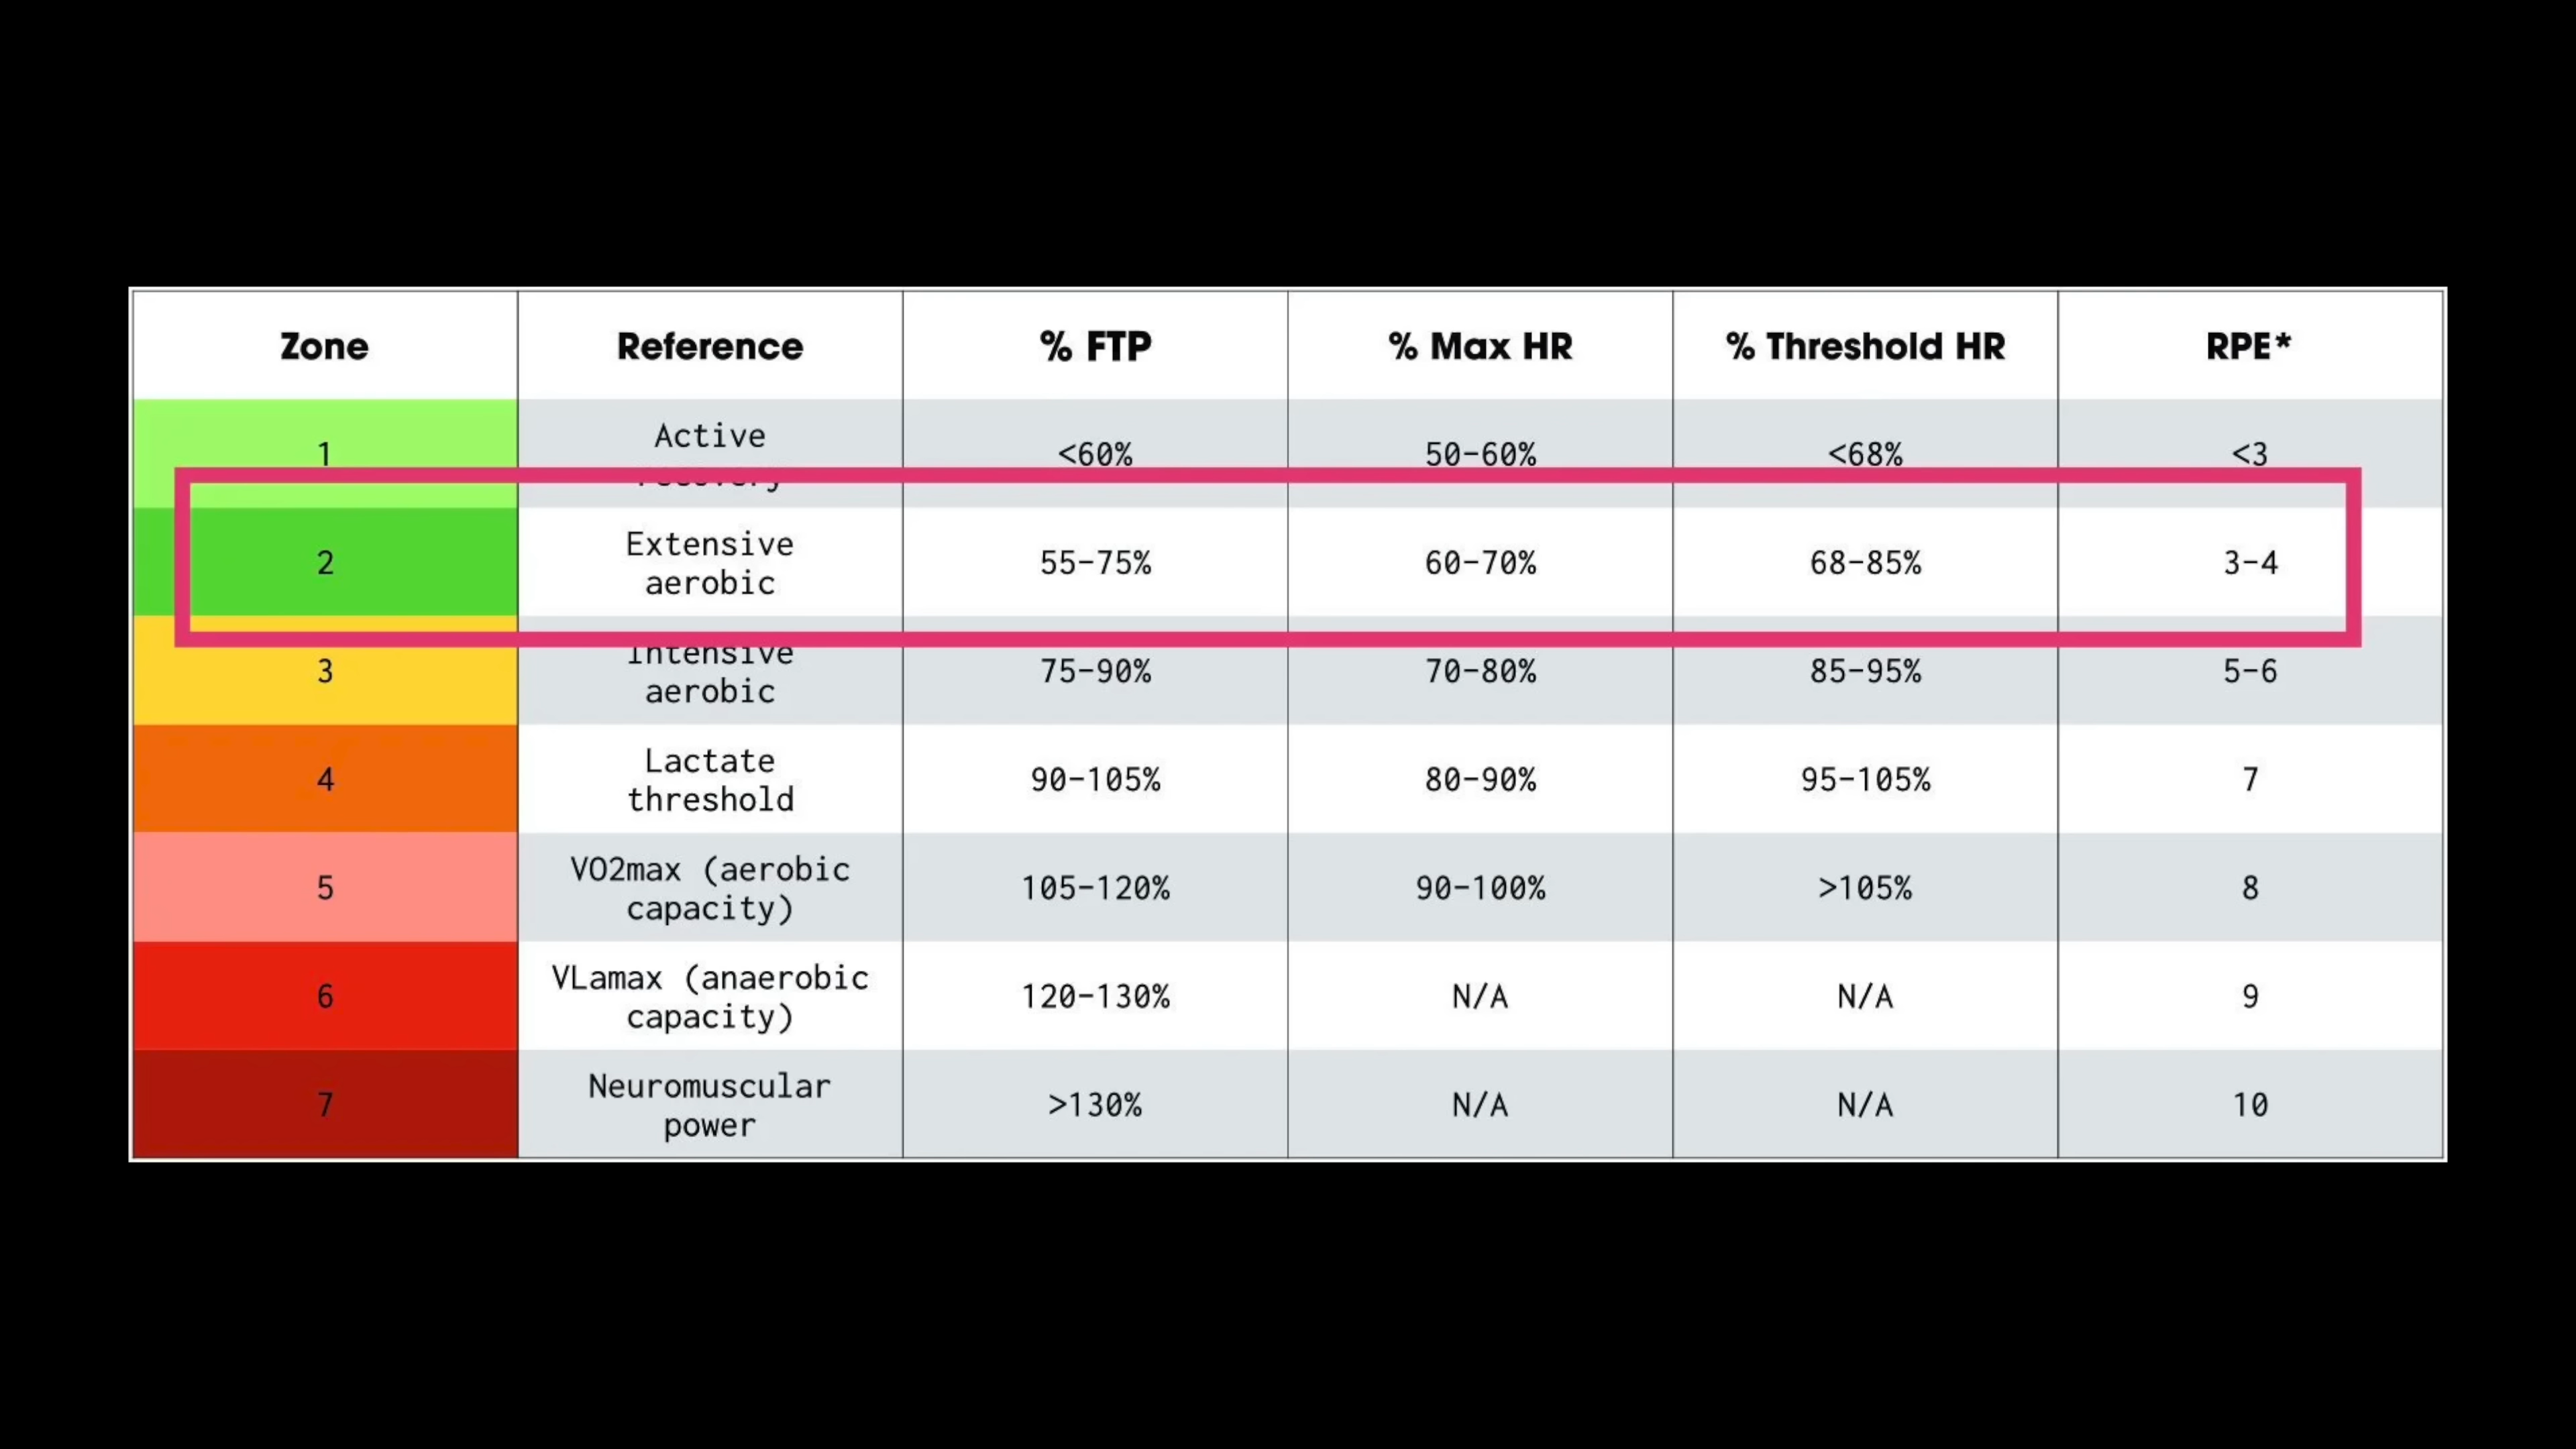 Zone Reference % FTP % Max HR % Threshold HR RPE*
1 Active recovery <60% 50-60% <68% <3
2 Extensive aerobic 55-75% 60-70% 68-85% 3-4
3 Intensive aerobic 75-90% 70-80% 85-95% 5-6
4 Lactate threshold 90-105% 80-90% 95-105% 7
5 VO2max (aerobic capacity) 105-120% 90-100% >105% 8
6 VLamax (anaerobic capacity) 120-130% N/A N/A 9
7 Neuromuscular power >130% N/A N/A 10